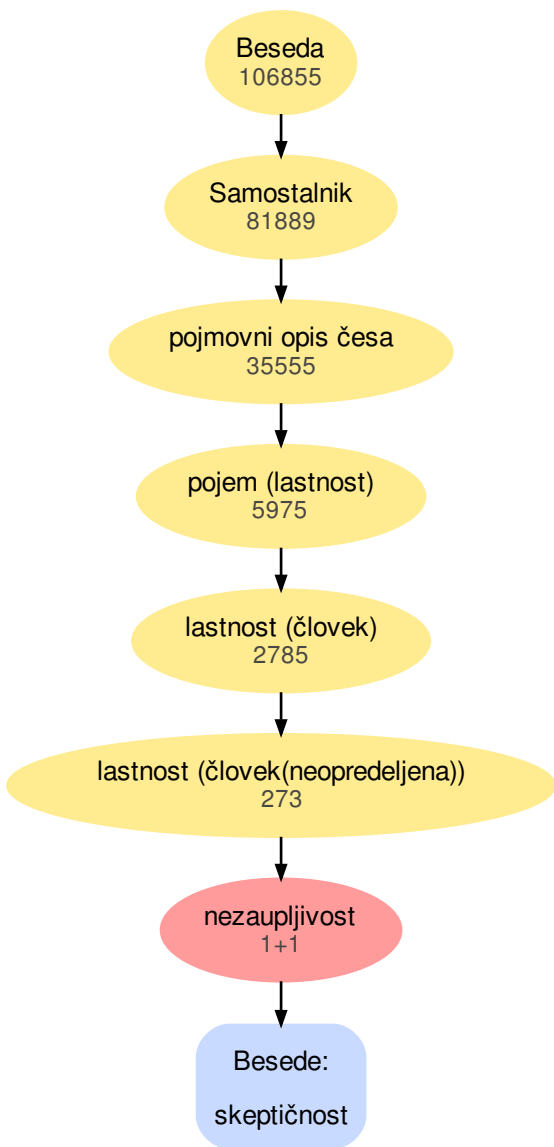 Beseda
106855
Samostalnik
81889
pojmovni opis česa
35555
pojem (lastnost)
5975
lastnost (človek)
2785
lastnost (človek(neopredeljena))
273
nezaupljivost
1+1
Besede:
skeptičnost